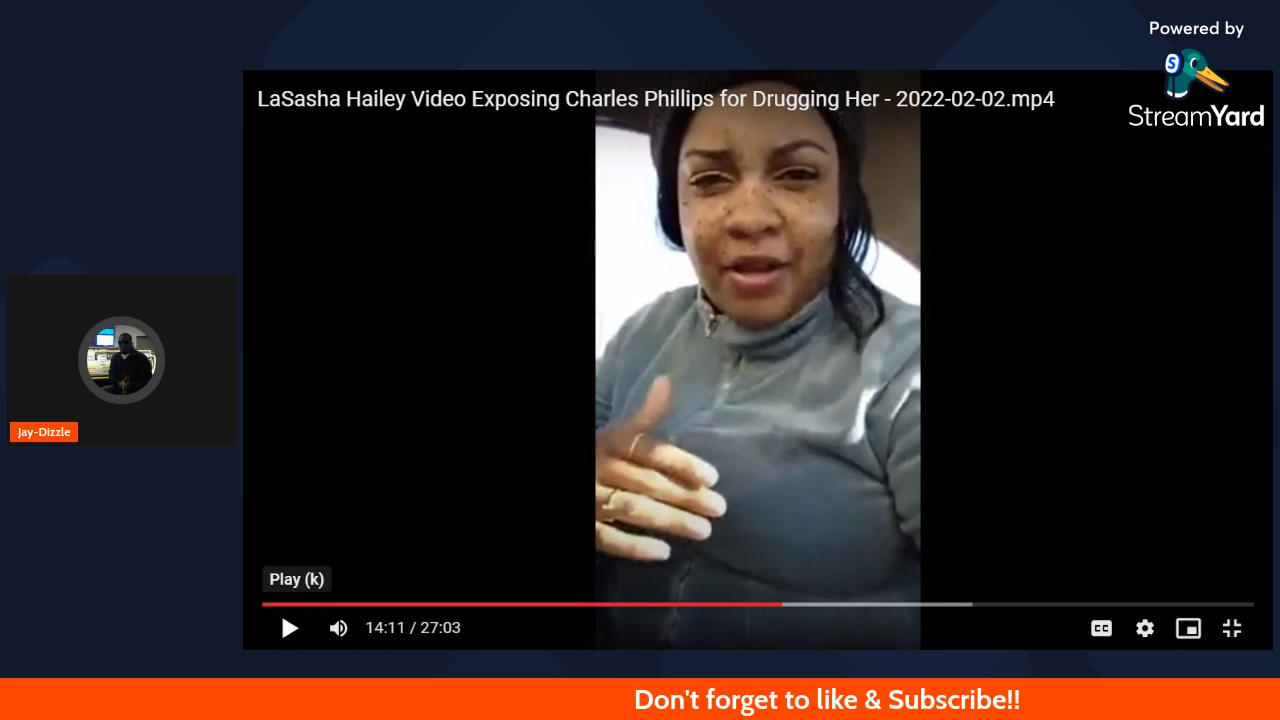 Powered by
StreamYard
LaSasha Hailey Video Exposing Charles Phillips for Drugging Her - 2022-02-02.mp4
Jay-Dizzle
Play (k)
14:11 / 27:03
CC
Don't forget to like & Subscribe!!